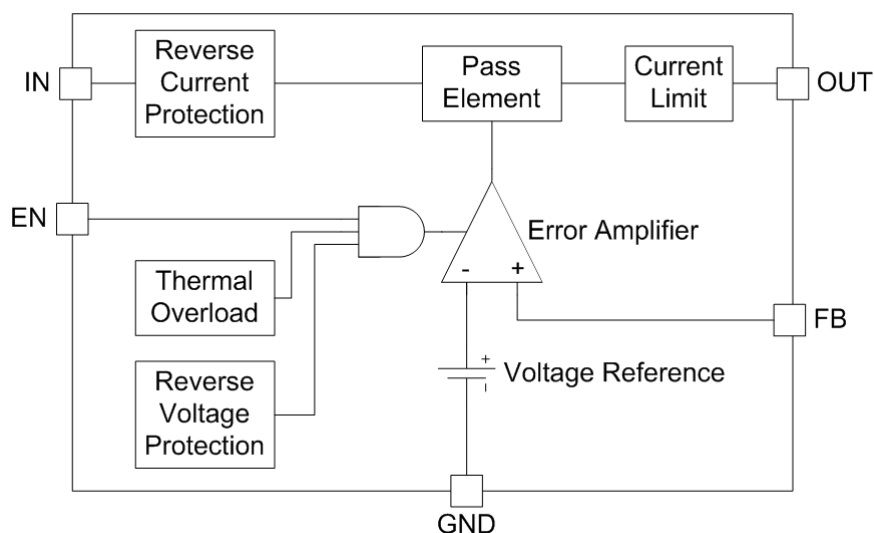 Reverse
Current
Protection
Pass
Element
Current
Limit
IN
OUT
EN
Error Amplifier
- +
Thermal
Overload
FB
Reverse
Voltage
Protection
+
Voltage Reference
-
GND